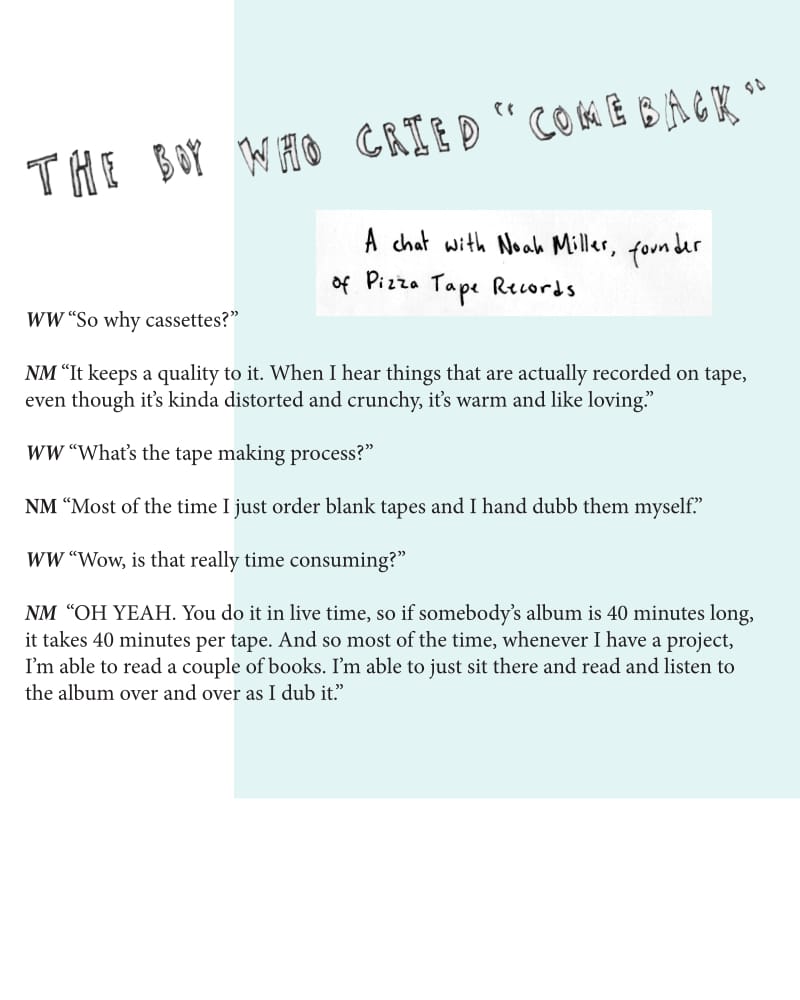 THE BOY WHO CRIED "COMEBACK"
A chat with Noah Miller, founder
of Pizza Tape Records
WW “So why cassettes?”
NM “It keeps a quality to it. When I hear things that are actually recorded on tape,
even though it’s kinda distorted and crunchy, it’s warm and like loving.”
WW “What’s the tape making process?”
NM “Most of the time I just order blank tapes and I hand dubb them myself.”
WW “Wow, is that really time consuming?”
NM “OH YEAH. You do it in live time, so if somebody’s album is 40 minutes long,
it takes 40 minutes per tape. And so most of the time, whenever I have a project,
I’m able to read a couple of books. I’m able to just sit there and read and listen to
the album over and over as I dub it.”